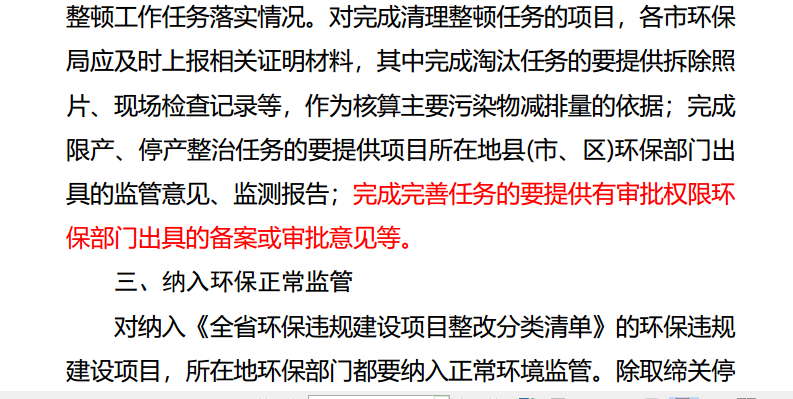 整顿工作任务落实情况。对完成清理整顿任务的项目，各市环保
局应及时上报相关证明材料，其中完成淘汰任务的要提供拆除照
片、现场检查记录等，作为核算主要污染物减排量的依据；完成
限产、停产整治任务的要提供项目所在地县(市、区)环保部门出
具的监管意见、监测报告；完成完善任务的要提供有审批权限环
保部门出具的备案或审批意见等。
三、纳入环保正常监管
对纳入《全省环保违规建设项目整改分类清单》的环保违规
建设项目，所在地环保部门都要纳入正常环境监管。除取缔关停